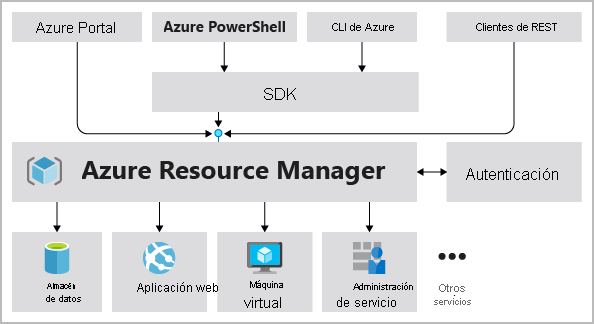 Azure Portal
Azure PowerShell
CLI de Azure
Clientes de REST
SDK
Azure Resource Manager
Autenticación
Almacén
de datos
Aplicación web
Máquina
virtual
Administración
de servicio
Otros
servicios